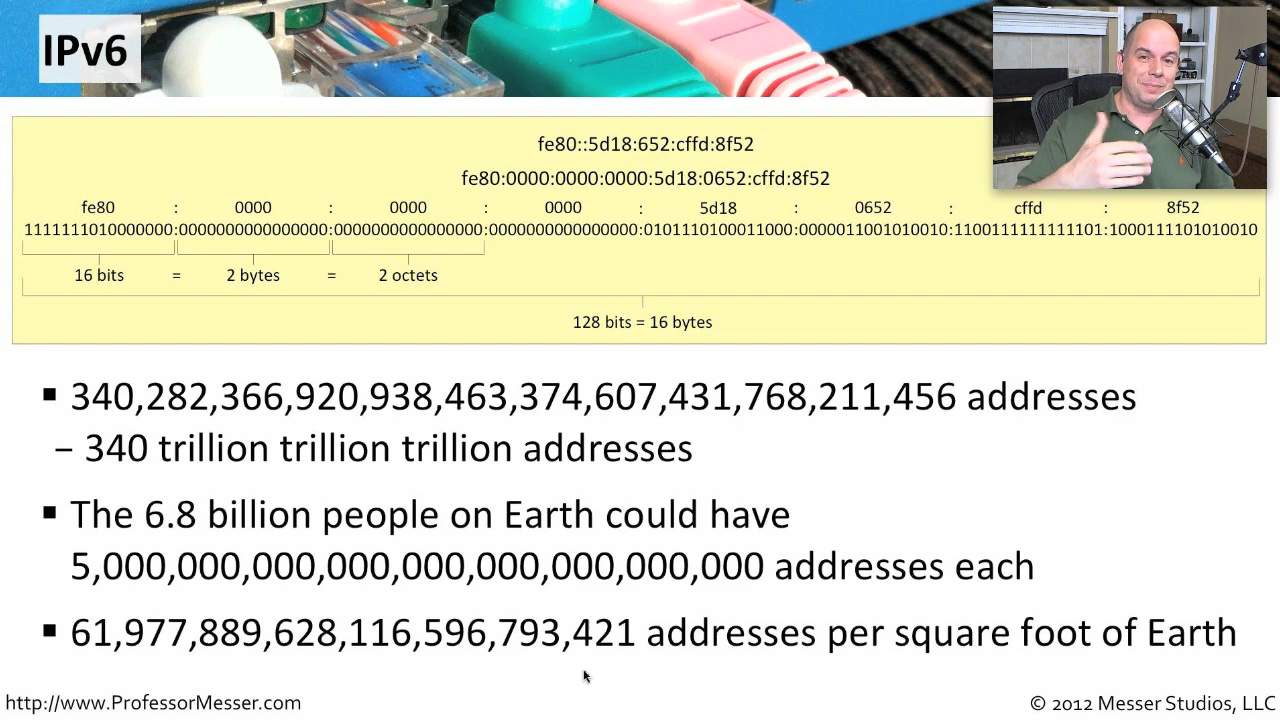 IPv6
fe80::5d18:652:cffd:8f52
fe80:0000:0000:0000:5d18:0652:cffd:8f52
fe80 : 0000 : 0000 : 0000 : 5d18 : 0652 : cffd : 8f52
1111111010000000:0000000000000000:0000000000000000:0000000000000000:0101110100011000:0000011001010010:1100111111111101:1000111101010010
16 bits = 2 bytes = 2 octets
128 bits = 16 bytes
▪ 340,282,366,920,938,463,374,607,431,768,211,456 addresses
– 340 trillion trillion trillion addresses
▪ The 6.8 billion people on Earth could have
5,000,000,000,000,000,000,000,000,000 addresses each
▪ 61,977,889,628,116,596,793,421 addresses per square foot of Earth
http://www.ProfessorMesser.com
© 2012 Messer Studios, LLC